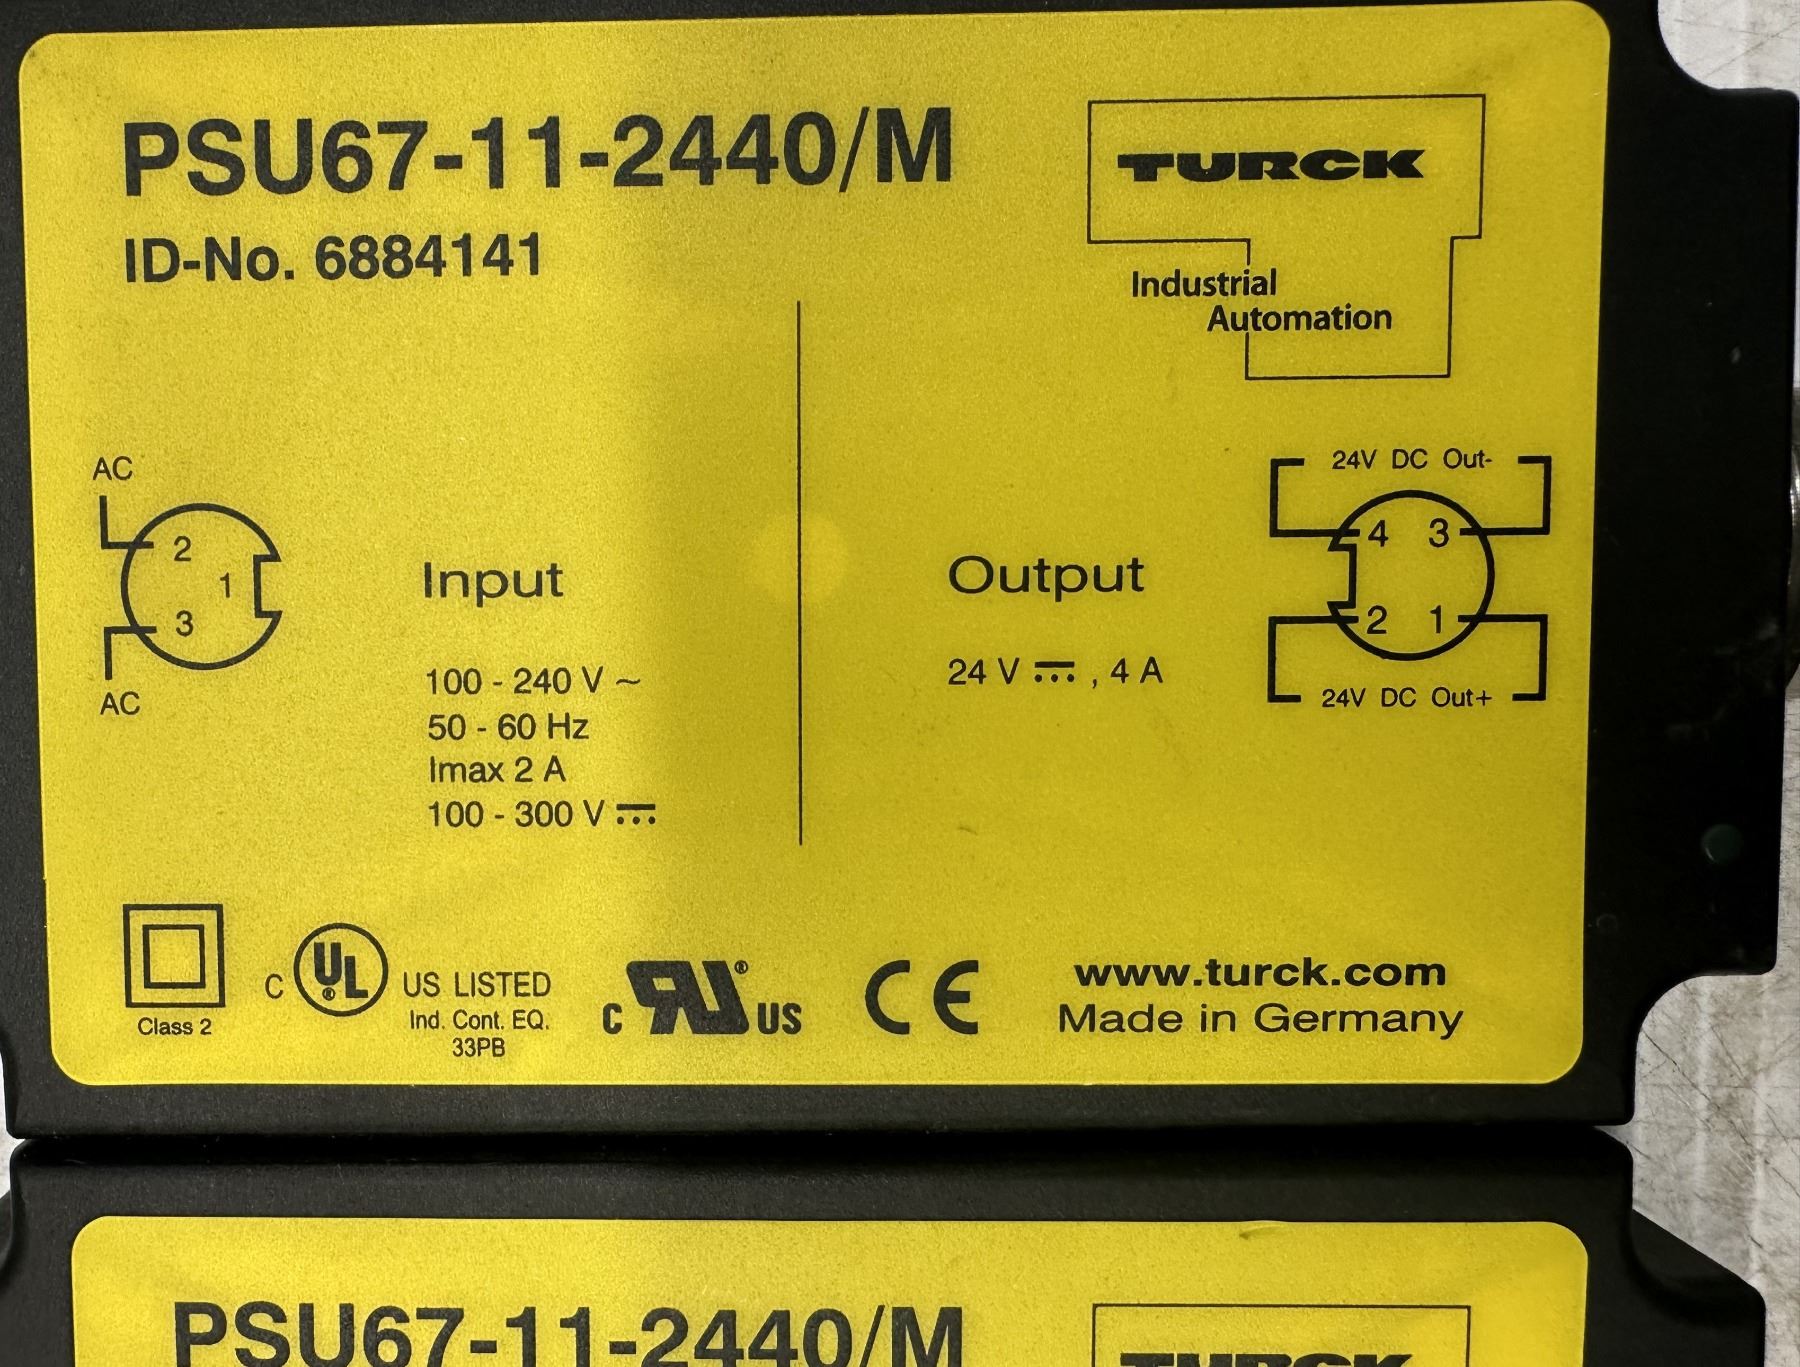 PSU67-11-2440/M
ID-No. 6884141
TURCK
Industrial
Automation
AC
2
1
3
AC
Input
100 - 240 V ~
50 - 60 Hz
Imax 2 A
100 - 300 V ⎓
Output
24 V ⎓ , 4 A
24V DC Out-
4 3
2 1
24V DC Out+
Class 2
C UL® US LISTED
Ind. Cont. EQ.
33PB
c RU® US
CE
www.turck.com
Made in Germany
PSU67-11-2440/M
TURCK